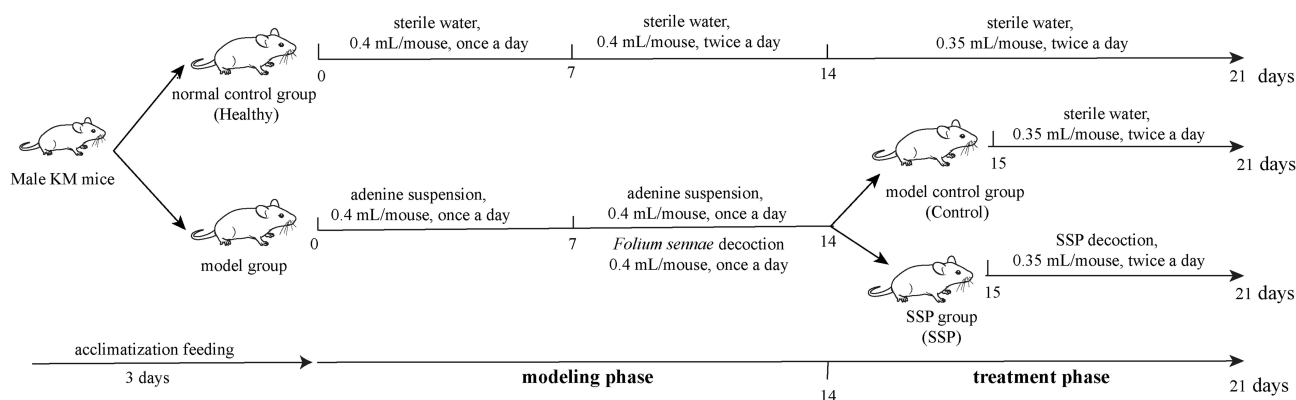 sterile water,
0.4 mL/mouse, once a day
sterile water,
0.4 mL/mouse, twice a day
sterile water,
0.35 mL/mouse, twice a day
0
7
14
21 days
normal control group
(Healthy)
Male KM mice
sterile water,
0.35 mL/mouse, twice a day
15
21 days
model control group
(Control)
adenine suspension,
0.4 mL/mouse, once a day
adenine suspension,
0.4 mL/mouse, once a day
0
7
Folium sennae decoction
0.4 mL/mouse, once a day
14
model group
SSP decoction,
0.35 mL/mouse, twice a day
15
21 days
SSP group
(SSP)
acclimatization feeding
3 days
modeling phase
14
treatment phase
21 days